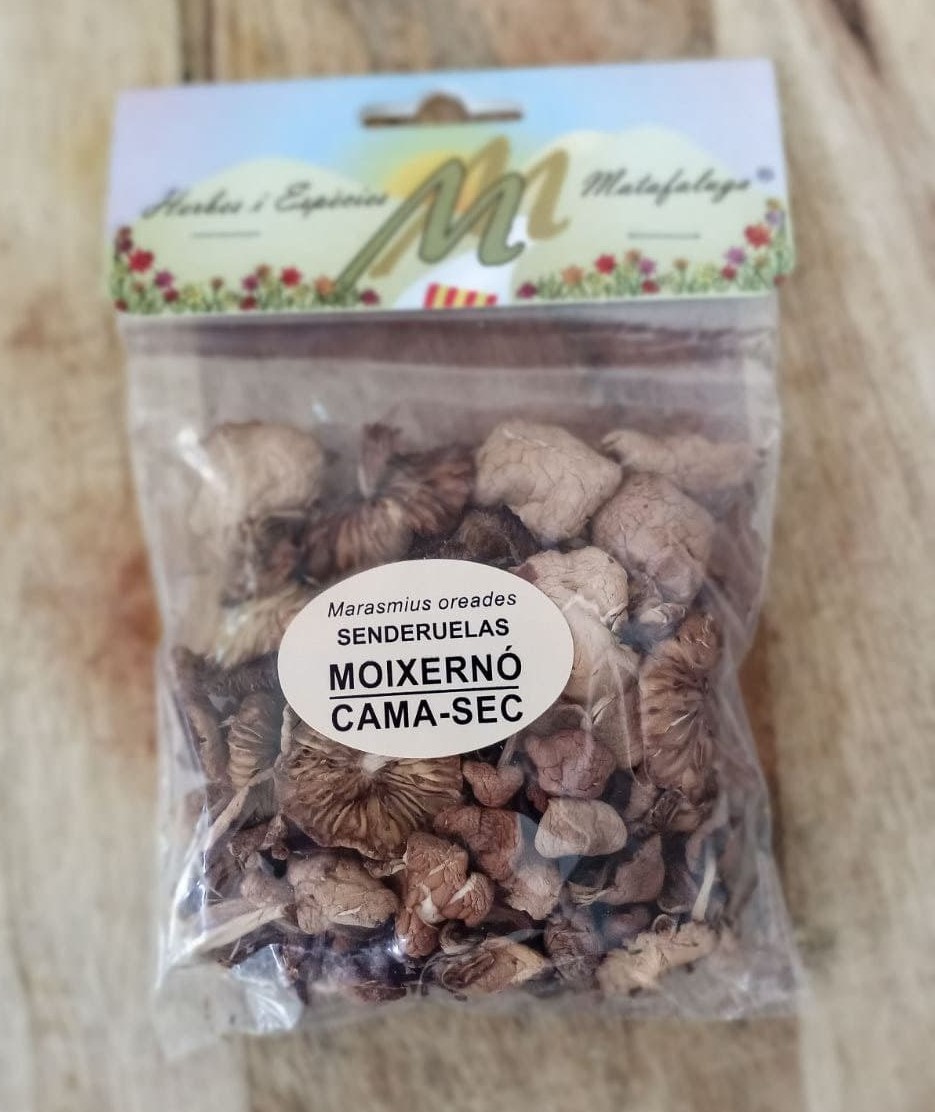 Herbes i Espècies
M
Matafaluga
Marasmius oreades
SENDERUELAS
MOIXERNÓ
CAMA-SEC